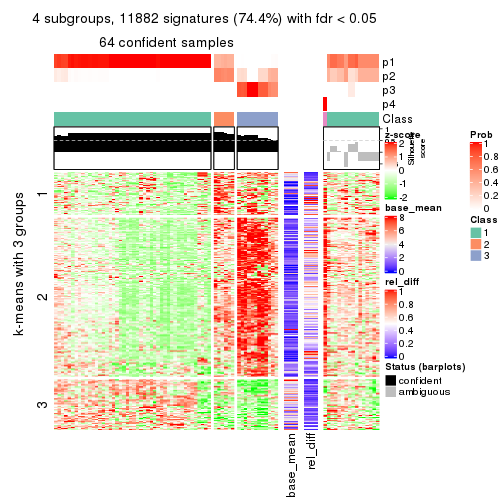 4 subgroups, 11882 signatures (74.4%) with fdr < 0.05
64 confident samples
p1
p2
p3
p4
Class
1
Silhouette
score
z-score
2
1
0
-1
-2
base_mean
8
6
4
2
0
rel_diff
1
0.8
0.6
0.4
0.2
0
Status (barplots)
confident
ambiguous
Prob
1
0.8
0.6
0.4
0.2
0
Class
1
2
3
k-means with 3 groups
1
2
3
base_mean
rel_diff